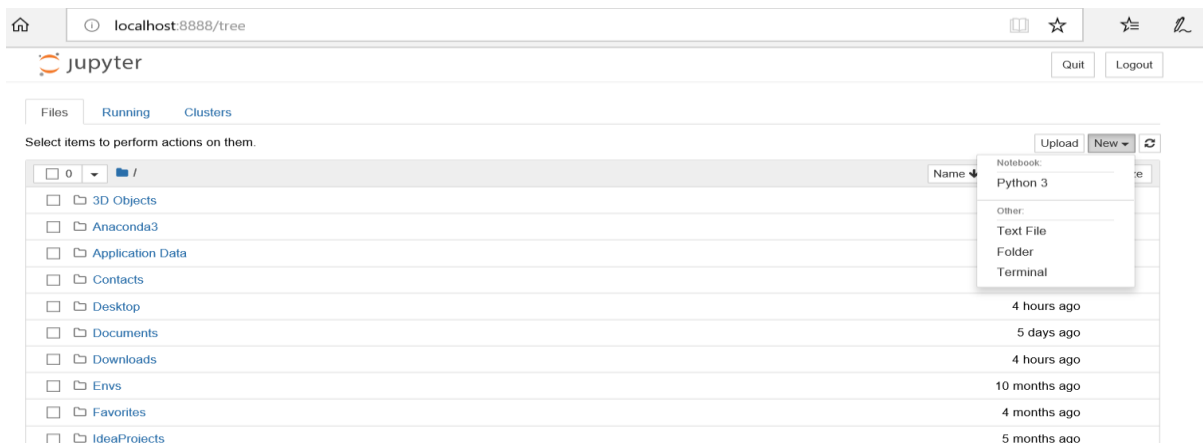 localhost:8888/tree
jupyter
Quit Logout
Files Running Clusters
Select items to perform actions on them.
Upload New
0 / Name
Notebook:
Python 3
Other:
Text File
Folder
Terminal
3D Objects
Anaconda3
Application Data
Contacts
Desktop 4 hours ago
Documents 5 days ago
Downloads 4 hours ago
Envs 10 months ago
Favorites 4 months ago
IdeaProjects 5 months ago